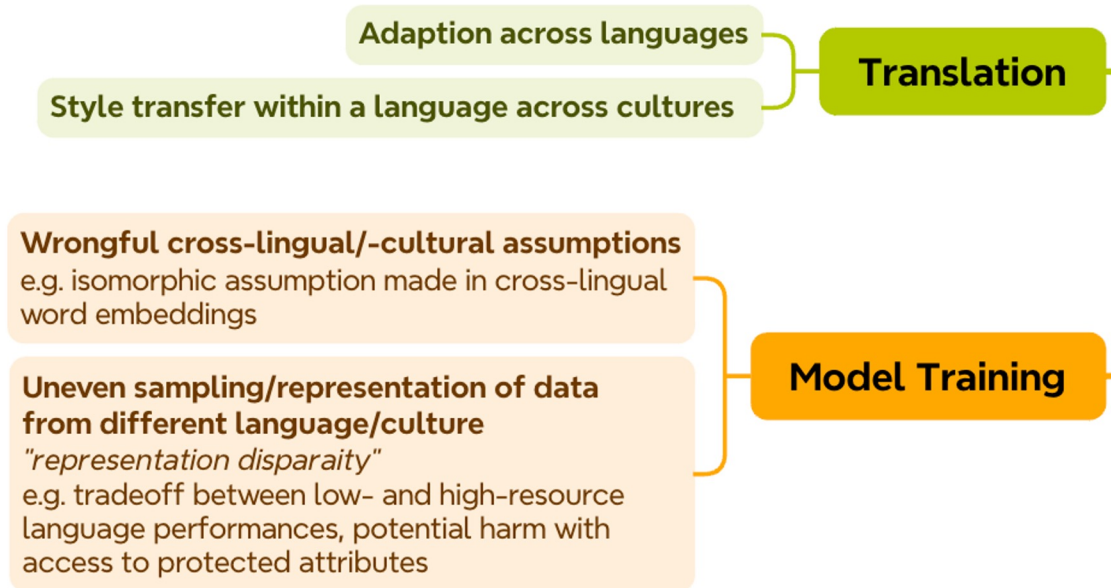 Adaption across languages
Style transfer within a language across cultures
Translation
Wrongful cross-lingual/-cultural assumptions
e.g. isomorphic assumption made in cross-lingual
word embeddings
Uneven sampling/representation of data
from different language/culture
"representation disparaity"
e.g. tradeoff between low- and high-resource
language performances, potential harm with
access to protected attributes
Model Training